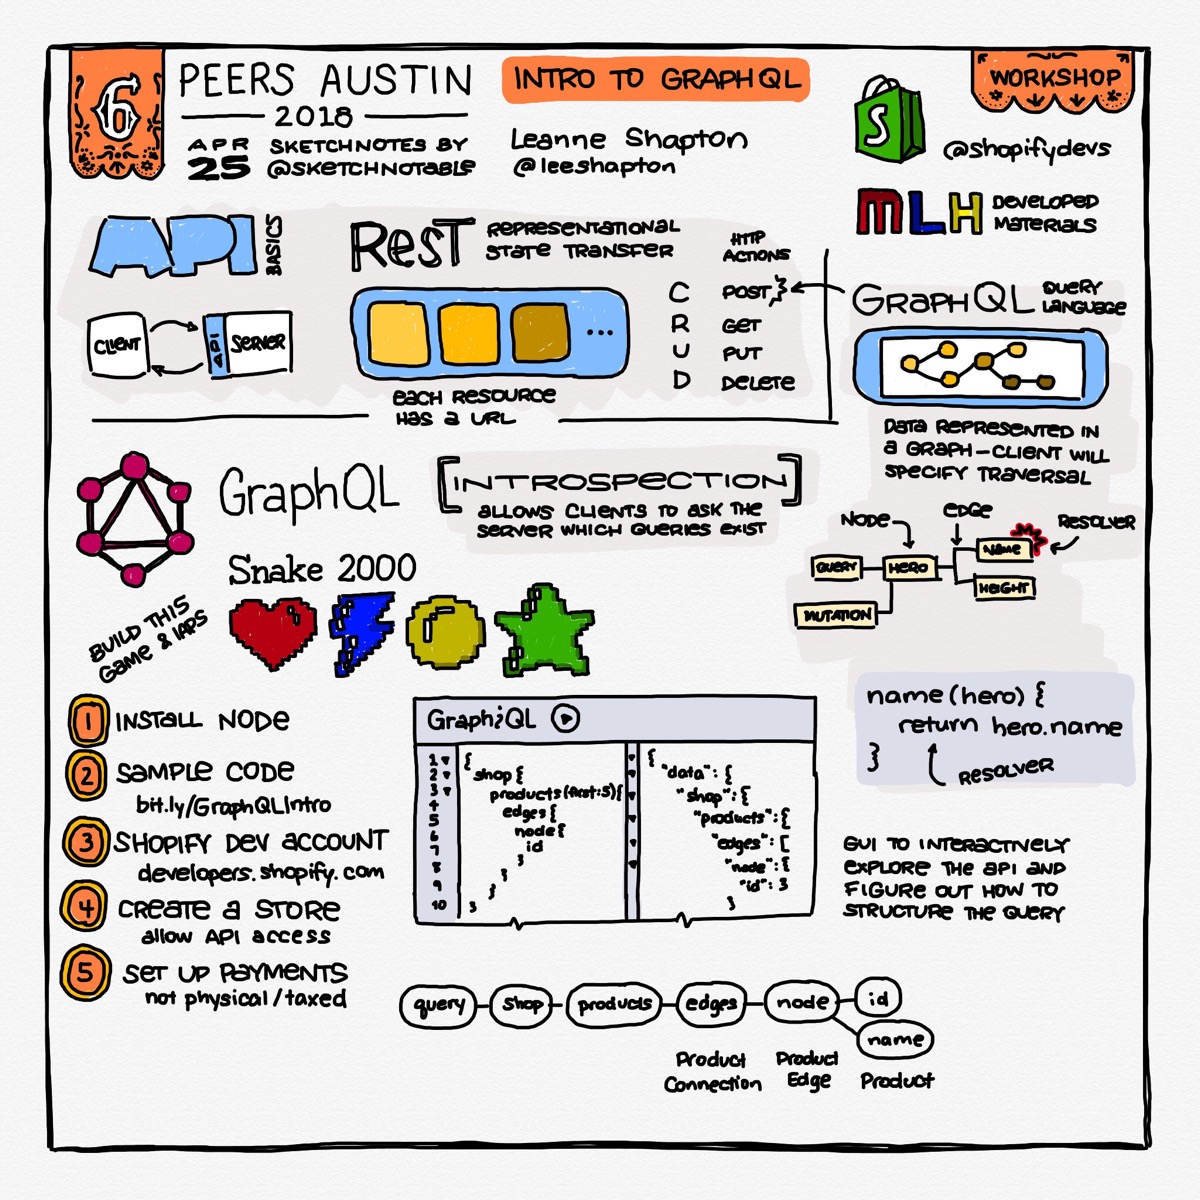 6
PEERS AUSTIN
2018
APR
25
SKETCHNOTES BY
@SKETCHNOTABLE
INTRO TO GRAPHQL
Leanne Shapton
@leeshapton
WORKSHOP
S
@shopifydevs
MLH
DEVELOPED
MATERIALS
API
BASICS
CLIENT
API
SERVER
ReST
REPRESENTATIONAL
STATE TRANSFER
...
EACH RESOURCE
HAS A URL
HTTP
ACTIONS
C POST, }
R GET
U PUT
D DELETE
GRAPHQL
QUERY
LANGUAGE
DATA REPRESENTED IN
A GRAPH - CLIENT WILL
SPECIFY TRAVERSAL
GraphQL
[INTROSPECTION]
ALLOWS CLIENTS TO ASK THE
SERVER WHICH QUERIES EXIST
NODE
EDGE
RESOLVER
QUERY
HERO
NAME
HEIGHT
MUTATION
Snake 2000
BUILD THIS
GAME & IAPS
name(hero) {
return hero.name
}
RESOLVER
1 INSTALL NODE
2 SAMPLE CODE
bit.ly/GraphQLIntro
3 SHOPIFY DEV ACCOUNT
developers.shopify.com
4 CREATE A STORE
allow API access
5 SET UP PAYMENTS
not physical/taxed
GraphiQL
1 {
2 shop {
3 products(first:5){
4 edges {
5 node {
6 id
7 }
8 }
9 }
10 }
{
"data": {
"shop": {
"products": {
"edges": [
"node": {
"id": 3
}
GUI TO INTERACTIVELY
EXPLORE THE API AND
FIGURE OUT HOW TO
STRUCTURE THE QUERY
query
shop
products
edges
node
id
name
Product
Connection
Product
Edge
Product